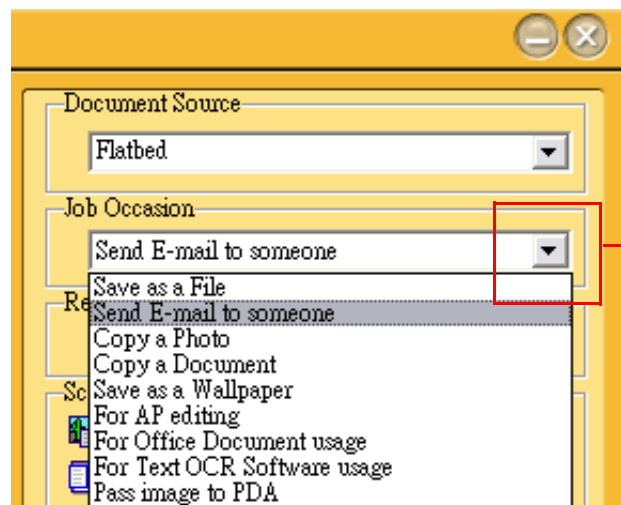 Document Source
Flatbed
Job Occasion
Send E-mail to someone
Save as a File
Re
Send E-mail to someone
Copy a Photo
Copy a Document
Sc
Save as a Wallpaper
For AP editing
For Office Document usage
For Text OCR Software usage
Pass image to PDA